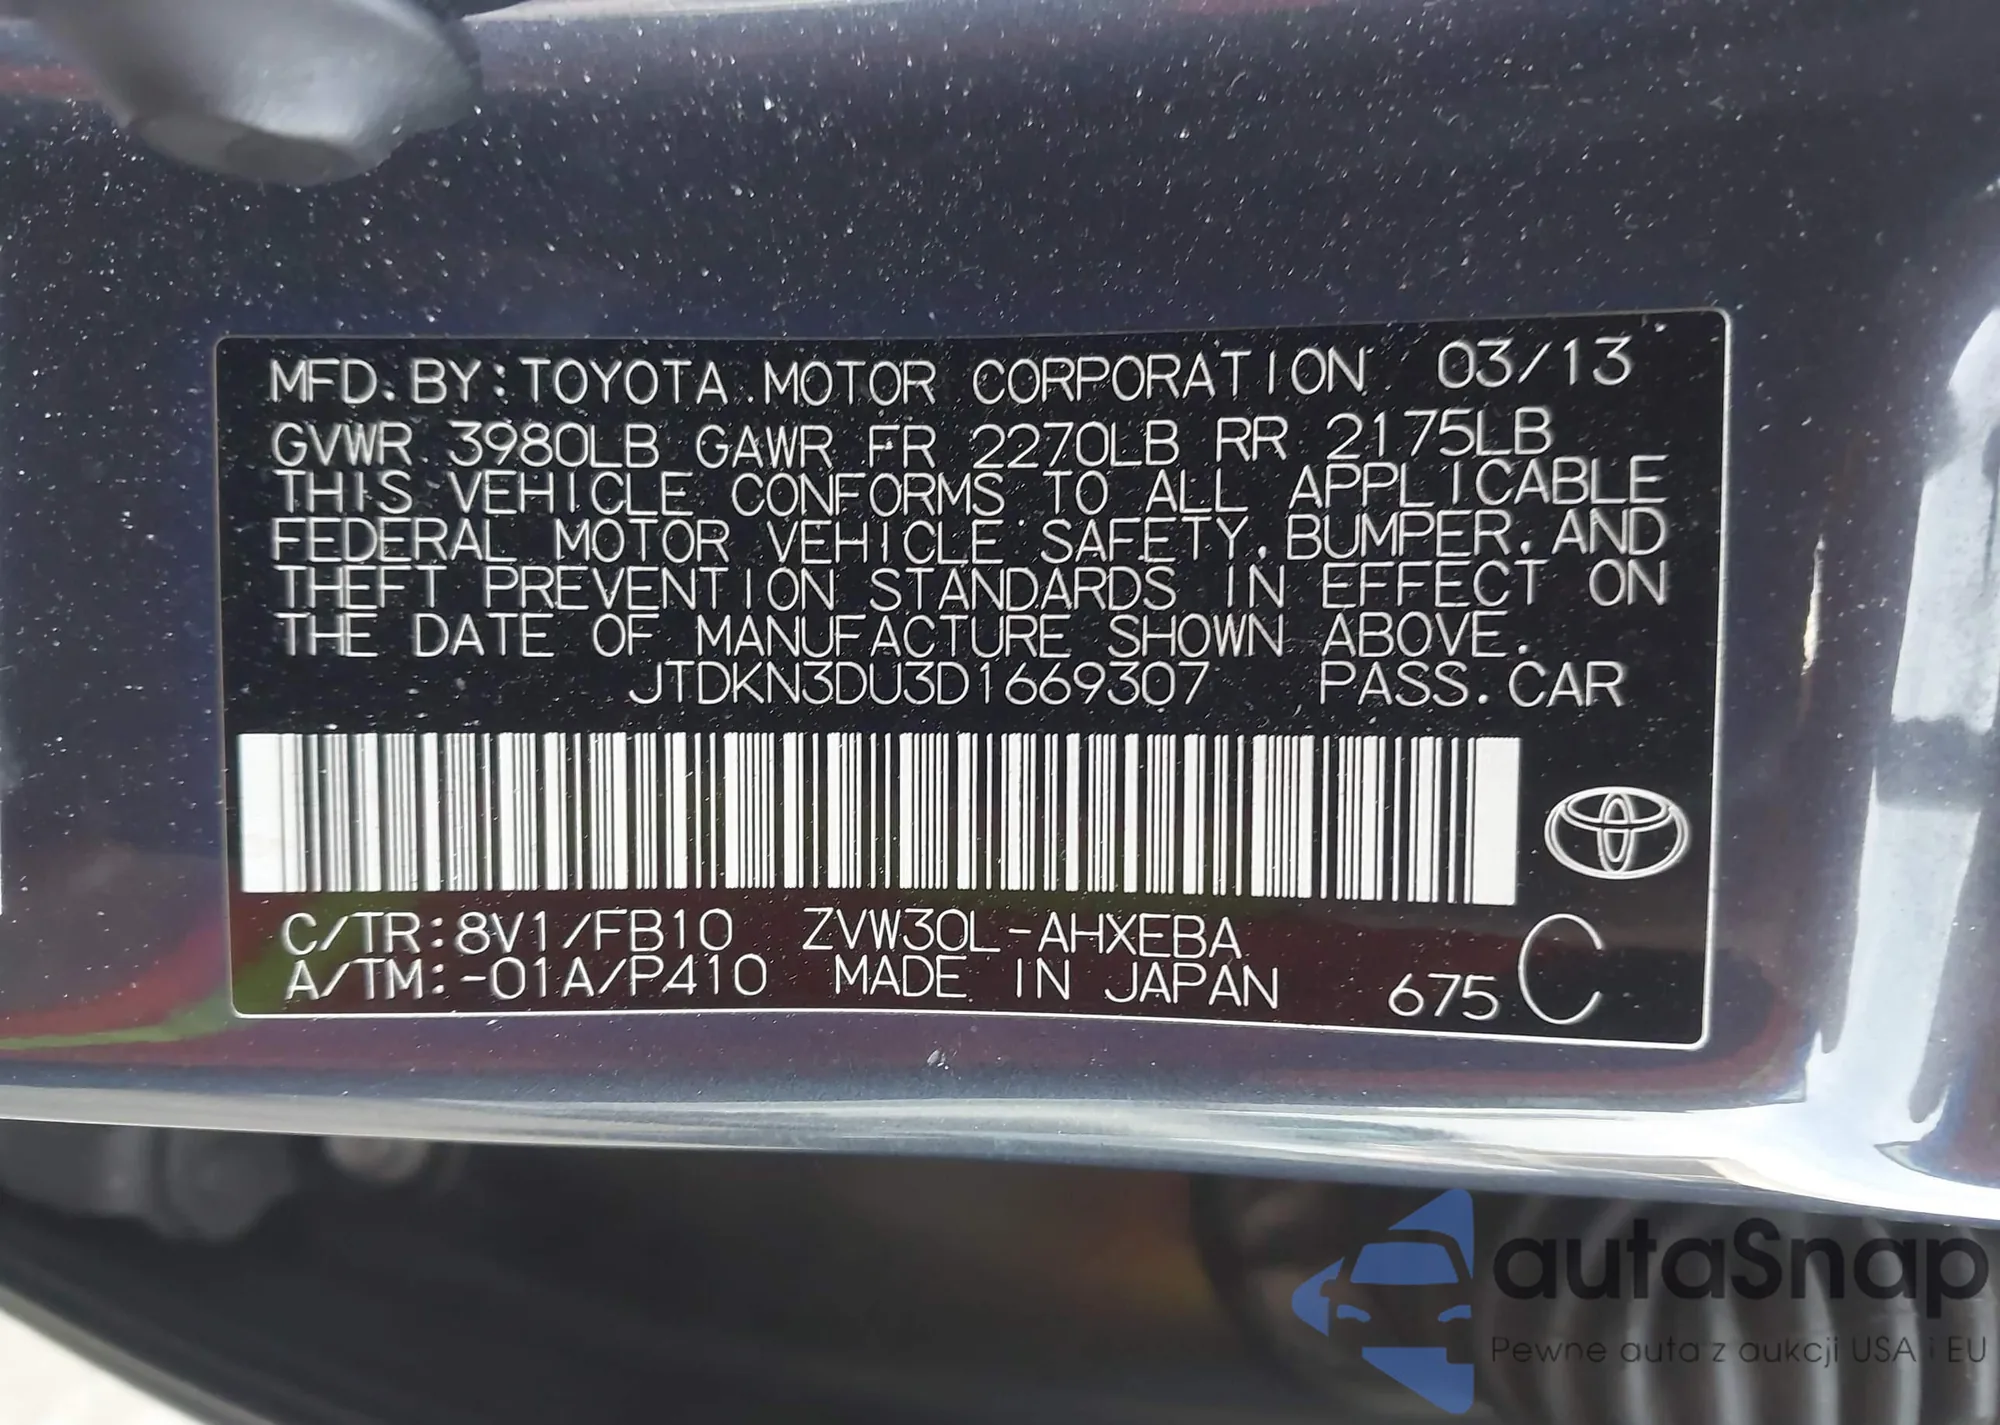 MFD. BY: TOYOTA MOTOR CORPORATION 03/13
GVWR 3980LB GAWR FR 2270LB RR 2175LB
THIS VEHICLE CONFORMS TO ALL APPLICABLE
FEDERAL MOTOR VEHICLE SAFETY, BUMPER, AND
THEFT PREVENTION STANDARDS IN EFFECT ON
THE DATE OF MANUFACTURE SHOWN ABOVE.
JTDKN3DU3D1669307 PASS.CAR
C/TR:8V1/FB10 ZVW30L-AHXEBA
A/TM:-01A/P410 MADE IN JAPAN 675 C
autoSnap
Pewne auta z aukcji USA i EU